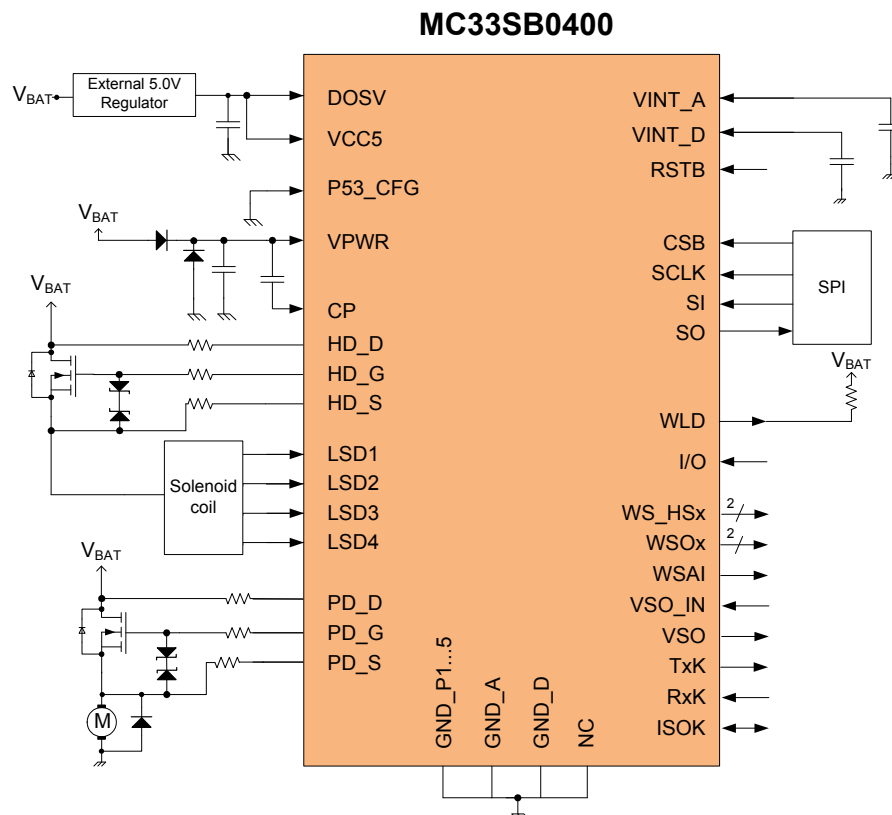 MC33SB0400
VBAT
External 5.0V
Regulator
DOSV
VCC5
P53_CFG
VBAT
VPWR
CP
VBAT
HD_D
HD_G
HD_S
Solenoid
coil
LSD1
LSD2
LSD3
LSD4
VBAT
PD_D
PD_G
PD_S
M
GND_P1...5
GND_A
GND_D
NC
VINT_A
VINT_D
RSTB
CSB
SCLK
SI
SO
SPI
VBAT
WLD
I/O
WS_HSx 2
WSOx 2
WSAI
VSO_IN
VSO
TxK
RxK
ISOK